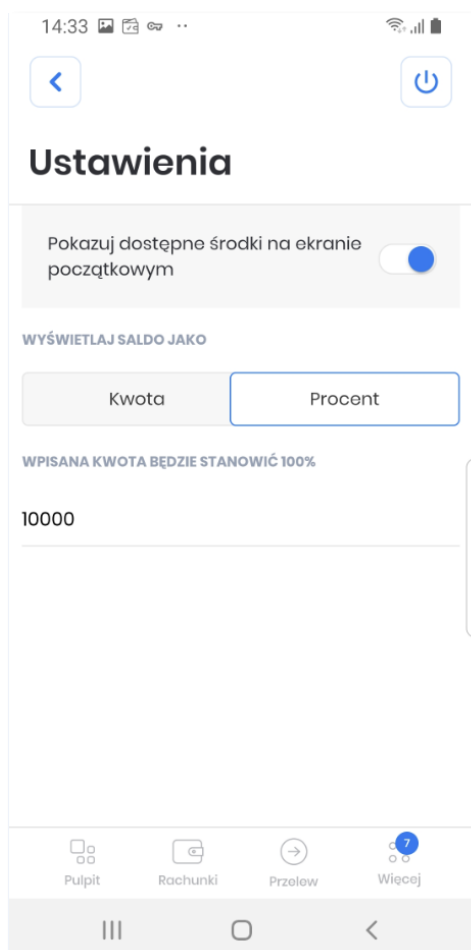 14:33
Ustawienia
Pokazuj dostępne środki na ekranie
początkowym
WYŚWIETLAJ SALDO JAKO
Kwota Procent
WPISANA KWOTA BĘDZIE STANOWIĆ 100%
10000
7
Pulpit Rachunki Przelew Więcej